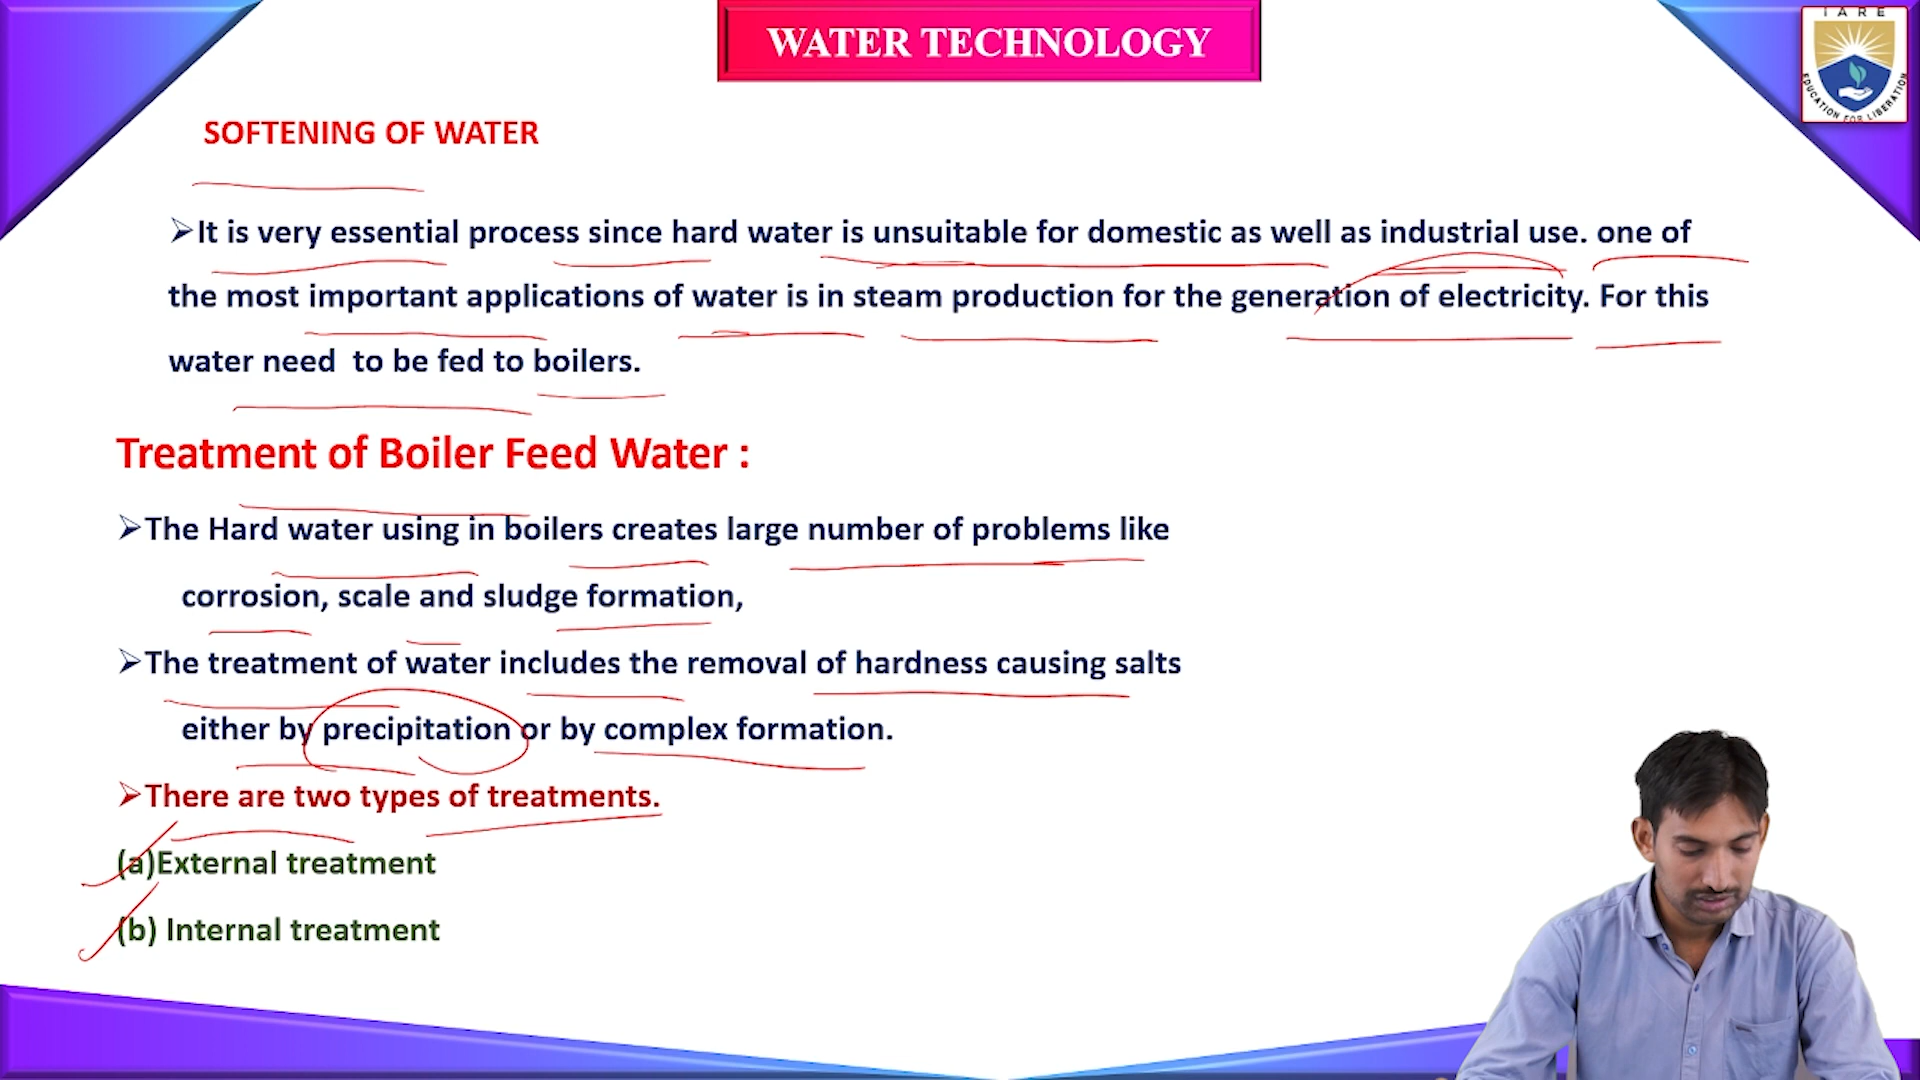 WATER TECHNOLOGY
IARE
EDUCATION FOR LIBERATION
SOFTENING OF WATER
➢It is very essential process since hard water is unsuitable for domestic as well as industrial use. one of
the most important applications of water is in steam production for the generation of electricity. For this
water need to be fed to boilers.
Treatment of Boiler Feed Water :
➢The Hard water using in boilers creates large number of problems like
corrosion, scale and sludge formation,
➢The treatment of water includes the removal of hardness causing salts
either by precipitation or by complex formation.
➢There are two types of treatments.
(a)External treatment
(b) Internal treatment